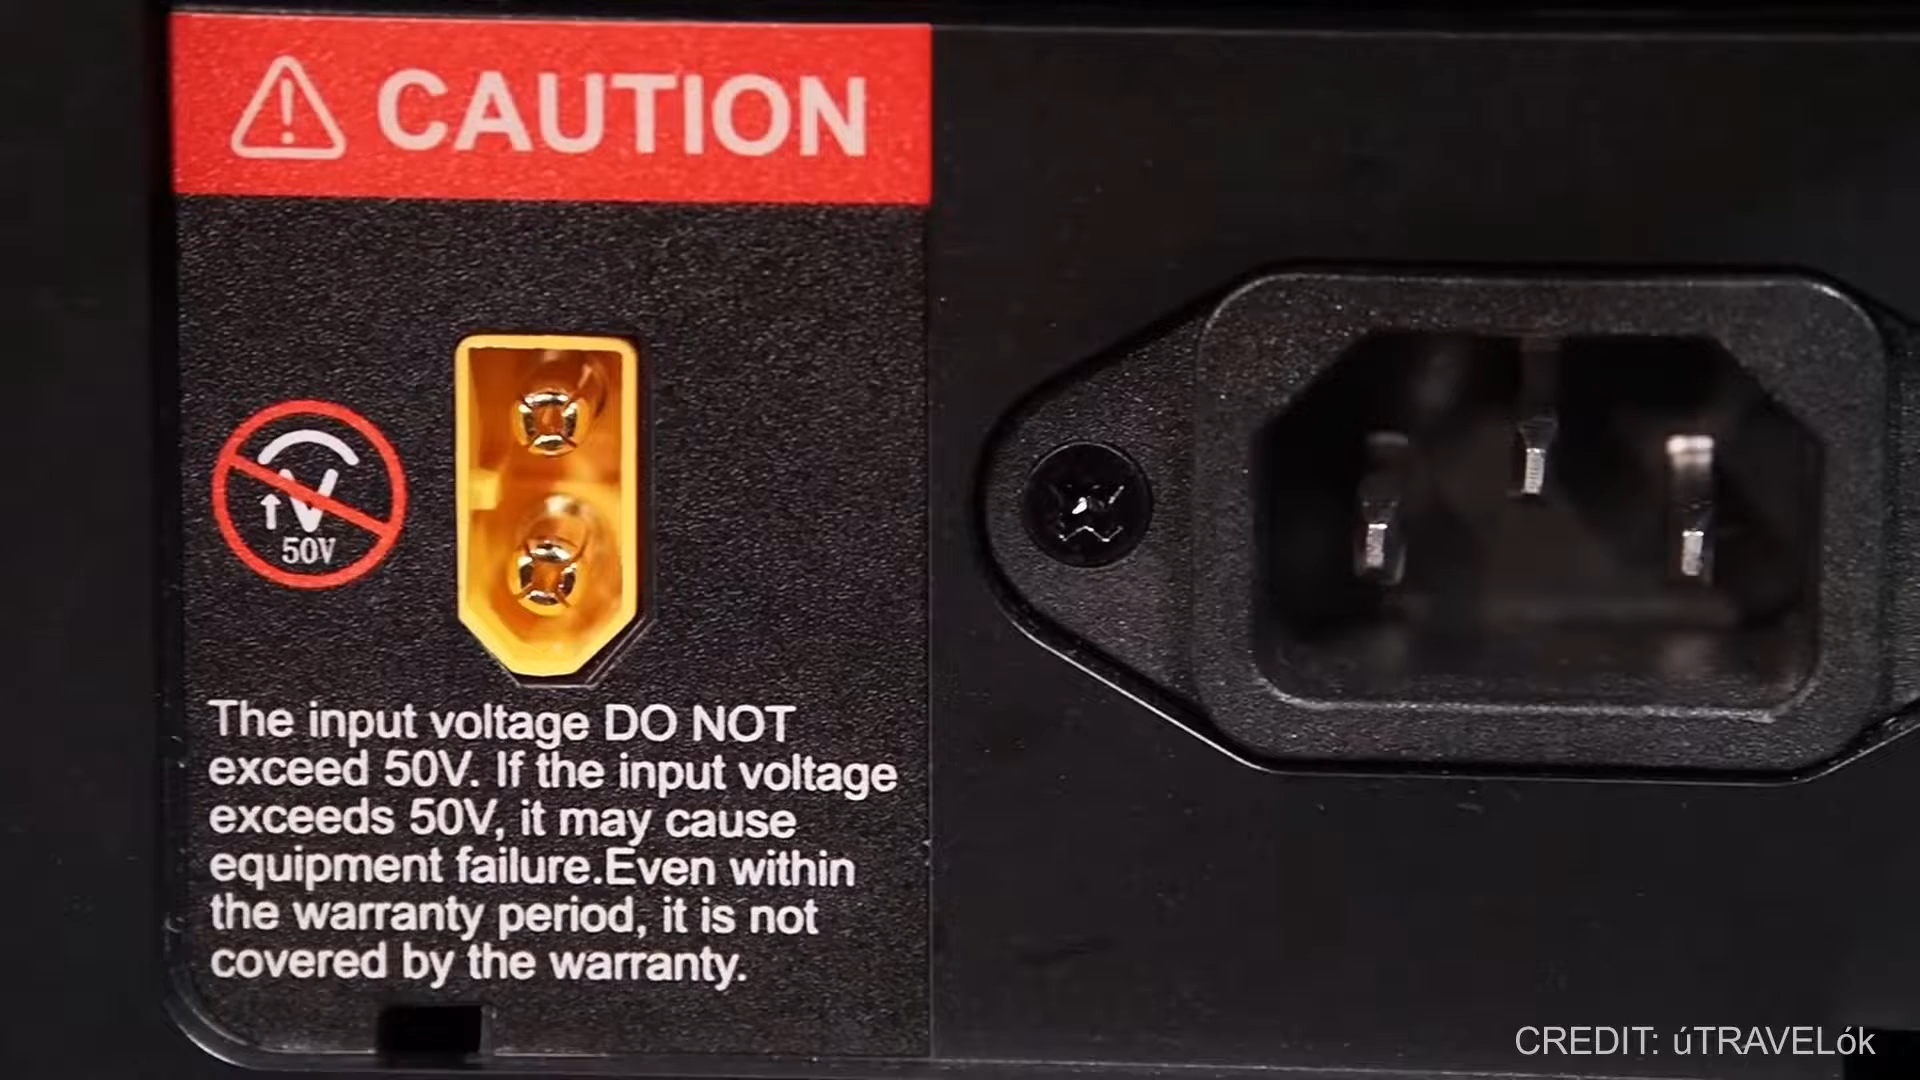 CAUTION
V
50V
The input voltage DO NOT
exceed 50V. If the input voltage
exceeds 50V, it may cause
equipment failure.Even within
the warranty period, it is not
covered by the warranty.
CREDIT: úTRAVELók